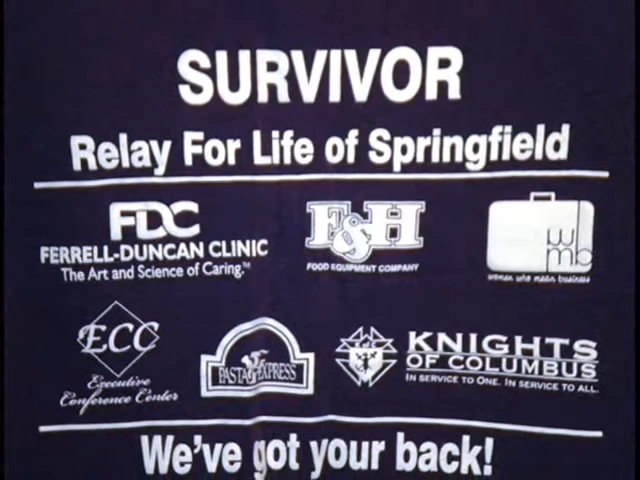 SURVIVOR
Relay For Life of Springfield
FDC
FERRELL-DUNCAN CLINIC
The Art and Science of Caring.™
F&H
FOOD EQUIPMENT COMPANY
wmb
women who mean business
ECC
Executive
Conference Center
PASTA EXPRESS
K of C
KNIGHTS
OF COLUMBUS
IN SERVICE TO ONE. IN SERVICE TO ALL.
We've got your back!